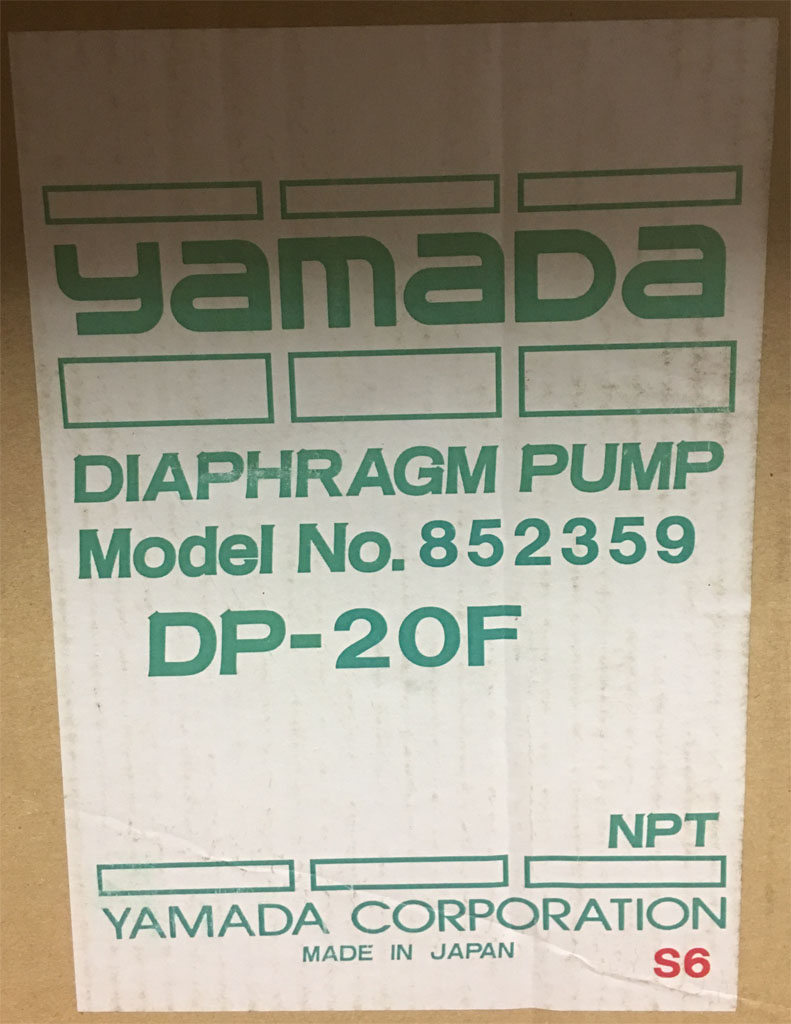 yamada
DIAPHRAGM PUMP
Model No. 852359
DP-20F
NPT
YAMADA CORPORATION
MADE IN JAPAN
S6